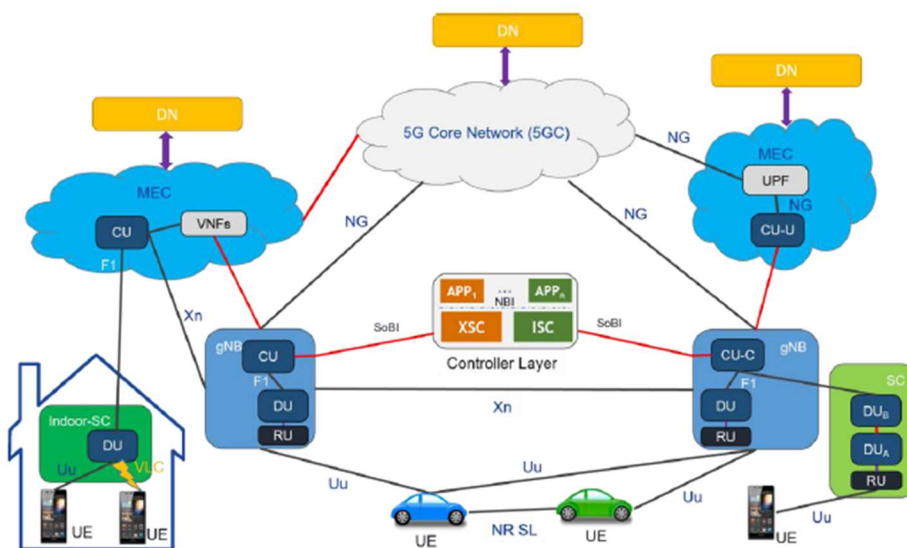 DN
DN
DN
5G Core Network (5GC)
MEC
MEC
NG
UPF
NG
CU
VNFs
CU-U
F1
NG
NG
Xn
APP1 ... APPn
NBI
SoBI
XSC
ISC
SoBI
Controller Layer
gNB
CU
F1
DU
RU
CU-C
gNB
F1
DU
RU
Xn
SC
DUB
DUA
RU
Indoor-SC
DU
Uu
VLC
UE
UE
Uu
Uu
Uu
NR SL
UE
UE
UE
Uu